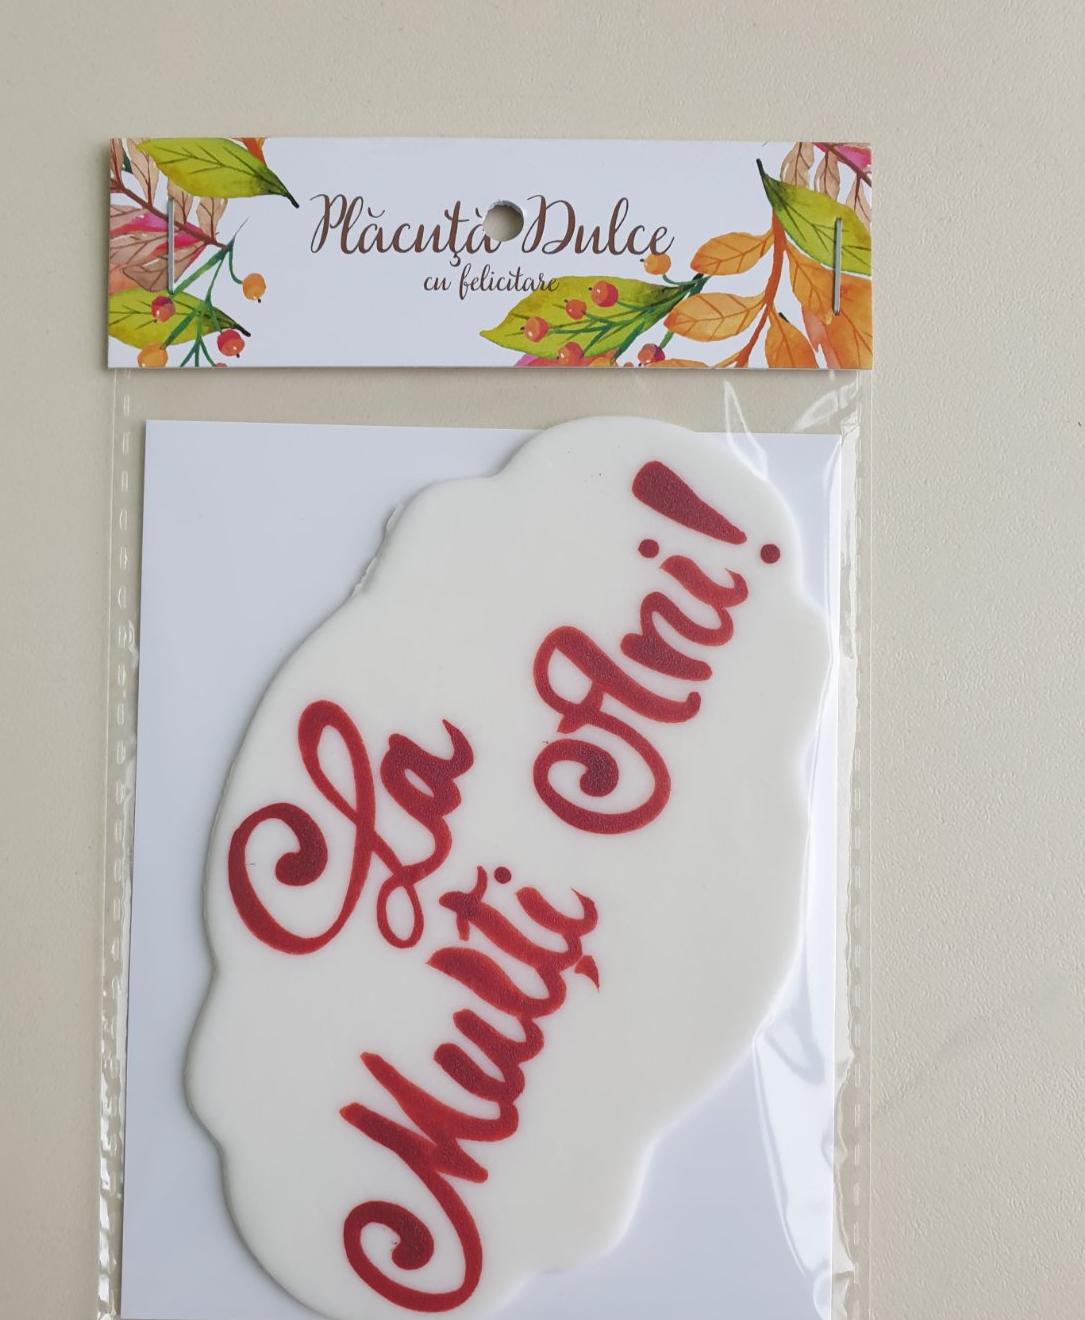 Plăcuță Dulce
cu felicitare
La
Mulți Ani!